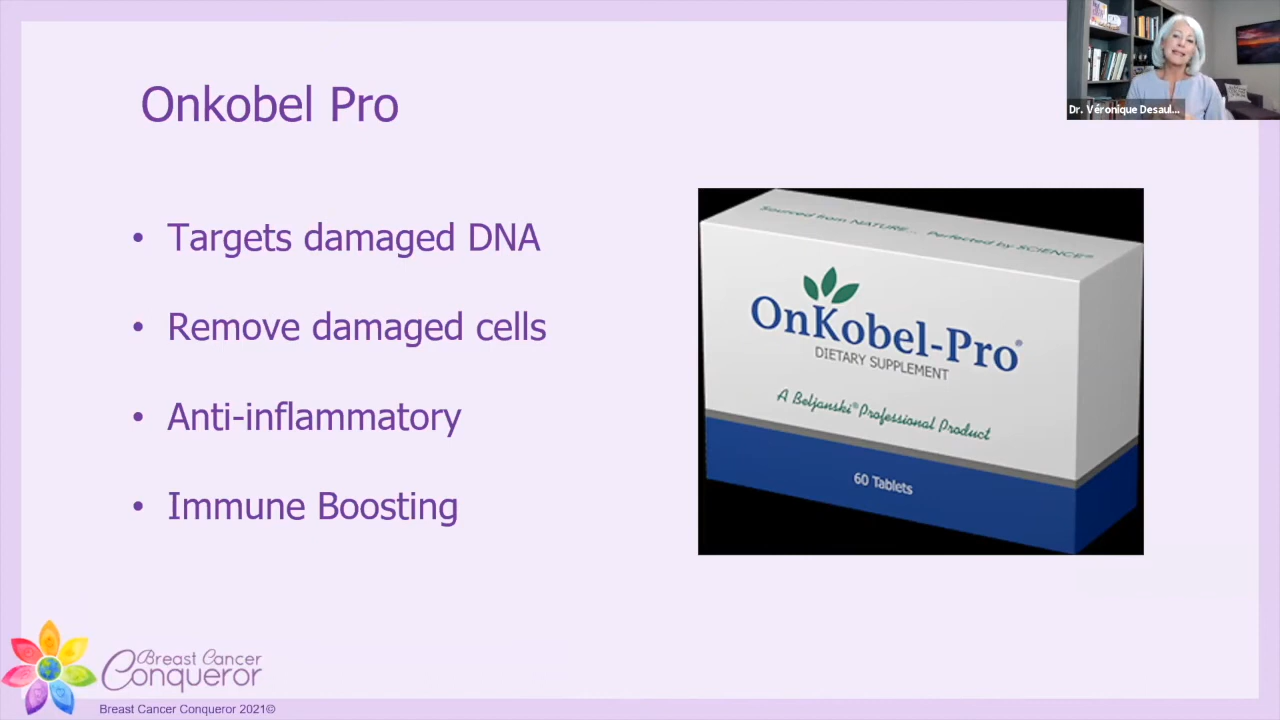 Onkobel Pro
Dr. Véronique Desaul...
• Targets damaged DNA
• Remove damaged cells
• Anti-inflammatory
• Immune Boosting
Sourced from NATURE... Perfected by SCIENCE®
OnKobel-Pro®
DIETARY SUPPLEMENT
A Beljanski® Professional Product
60 Tablets
Breast Cancer
Conqueror
Breast Cancer Conqueror 2021©